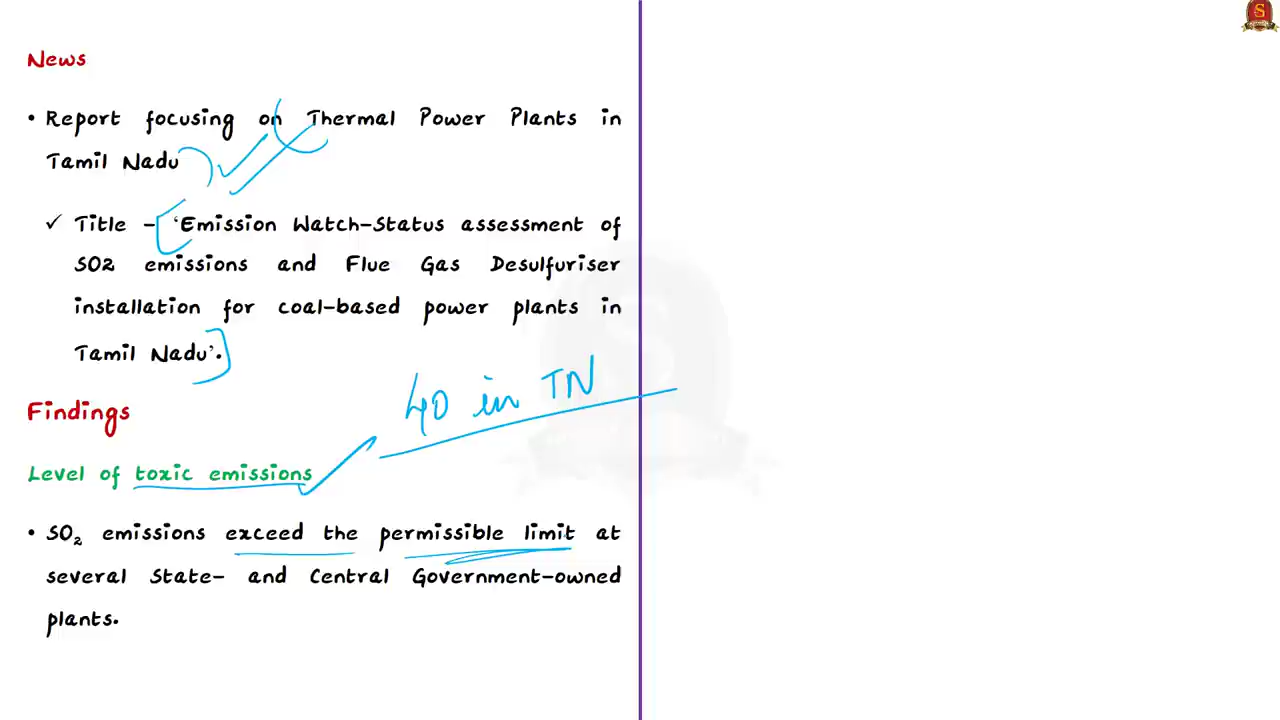 News
• Report focusing on Thermal Power Plants in
Tamil Nadu
✓ Title – ‘Emission Watch-Status assessment of
SO2 emissions and Flue Gas Desulfuriser
installation for coal-based power plants in
Tamil Nadu’.
40 in TN
Findings
Level of toxic emissions
• SO₂ emissions exceed the permissible limit at
several State- and Central Government-owned
plants.